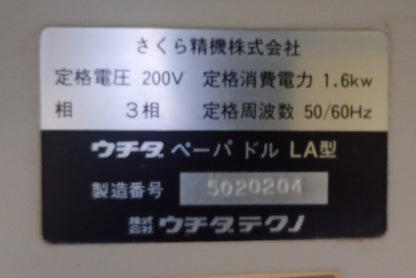 さくら精機株式会社
定格電圧 200V 定格消費電力 1.6kw
相 3相 定格周波数 50/60Hz
ウチダ ペーパ ドル LA型
製造番号 5020204
株式会社 ウチダテクノ